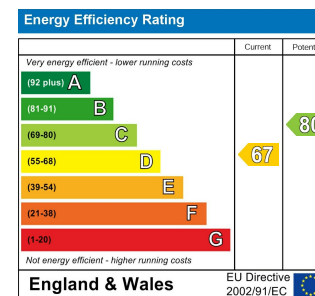 Energy Efficiency Rating
Current
Very energy efficient - lower running costs
(92 plus) A
(81-91) B
(69-80) C
(55-68) D
(39-54) E
(21-38) F
(1-20) G
67
Not energy efficient - higher running costs
England & Wales
EU Directive
2002/91/EC